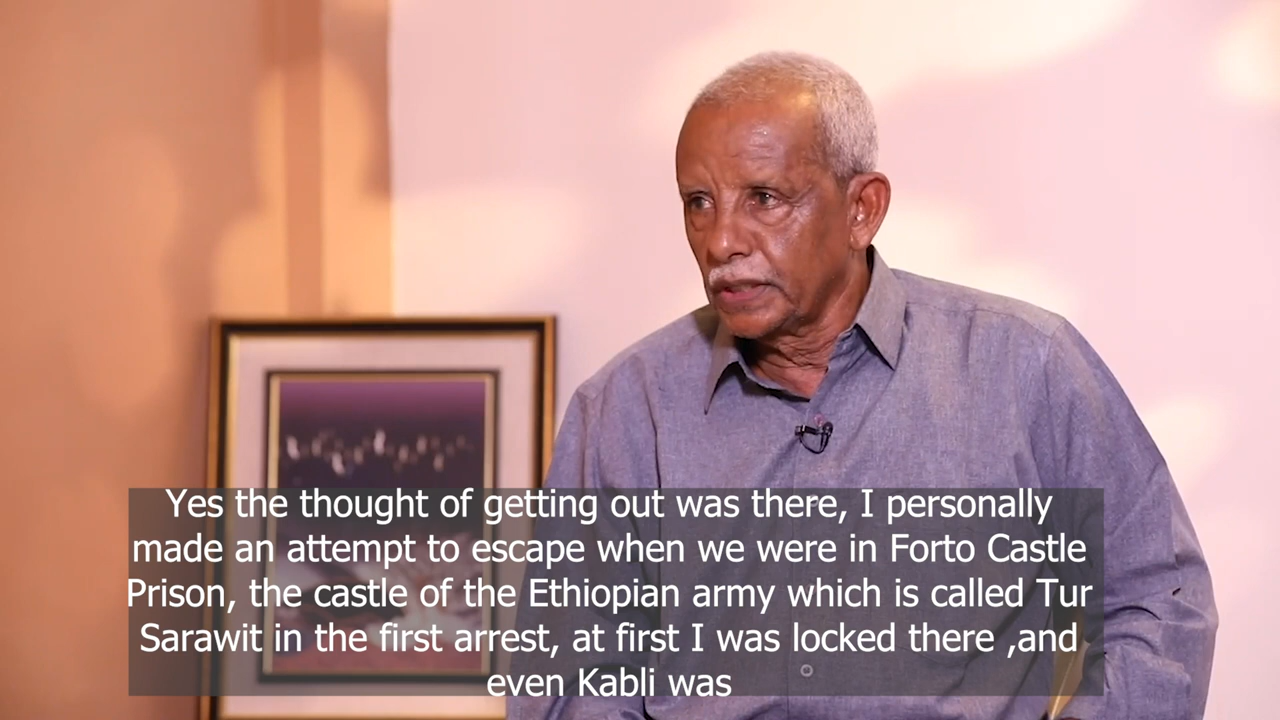 Yes the thought of getting out was there, I personally
made an attempt to escape when we were in Forto Castle
Prison, the castle of the Ethiopian army which is called Tur
Sarawit in the first arrest, at first I was locked there ,and
even Kabli was